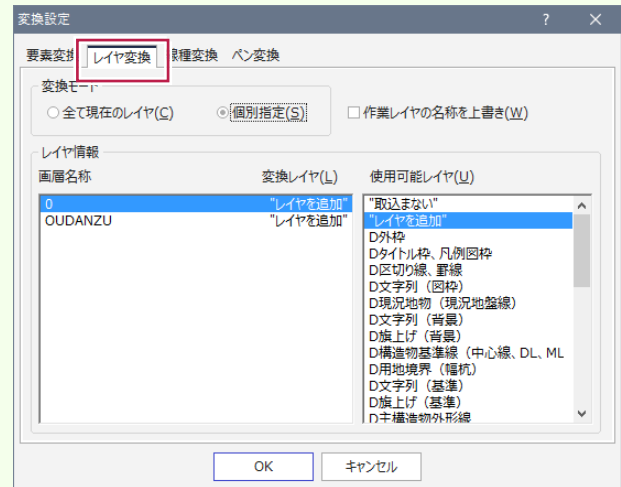 変換設定 ? ×
要素変換 レイヤ変換 線種変換 ペン変換
変換モード
全て現在のレイヤ(C) 個別指定(S) 作業レイヤの名称を上書き(W)
レイヤ情報
画層名称 変換レイヤ(L) 使用可能レイヤ(U)
0 "レイヤを追加"
OUDANZU "レイヤを追加"
"取込まない"
"レイヤを追加"
D外枠
Dタイトル枠、凡例図枠
D区切り線、罫線
D文字列（図枠）
D現況地物（現況地盤線）
D文字列（背景）
D旗上げ（背景）
D構造物基準線（中心線、DL、ML
D用地境界（幅杭）
D文字列（基準）
D旗上げ（基準）
D主構造物外形線
OK キャンセル